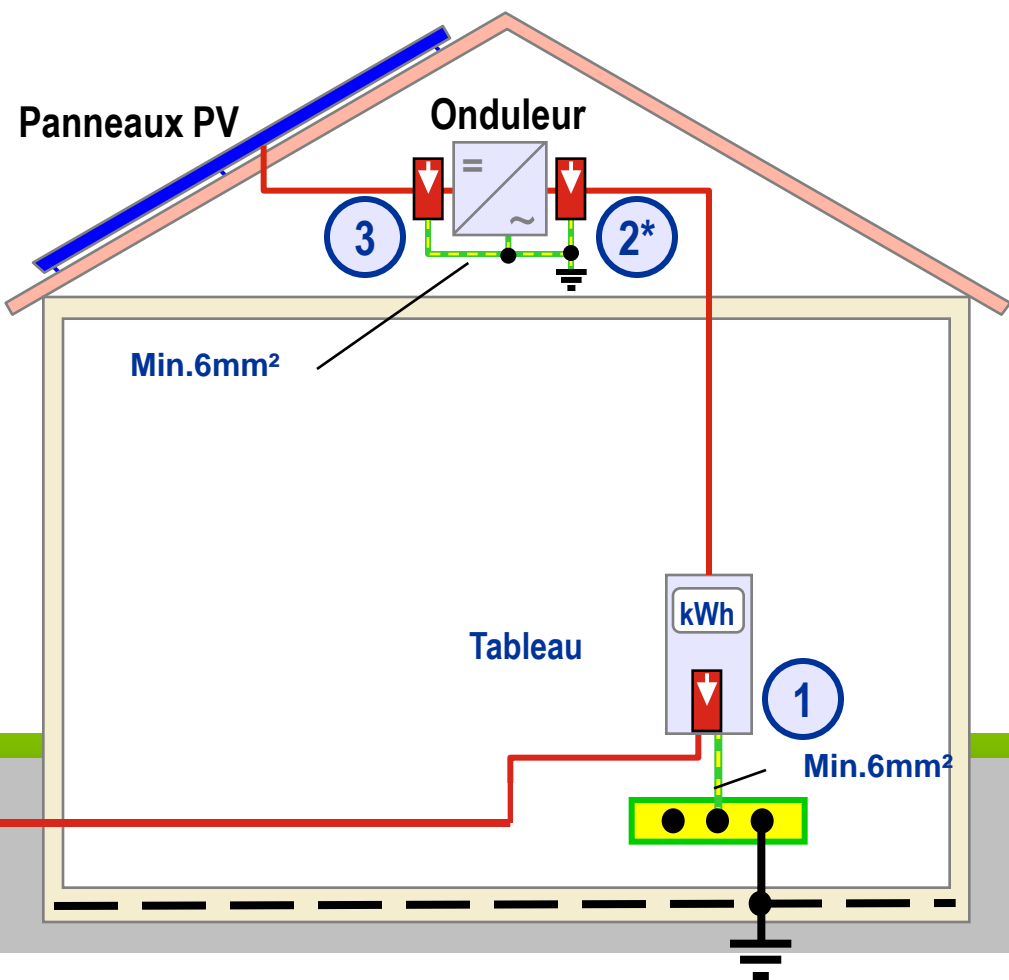 Onduleur
Panneaux PV
=
~
3
2*
Min.6mm²
kWh
Tableau
1
Min.6mm²